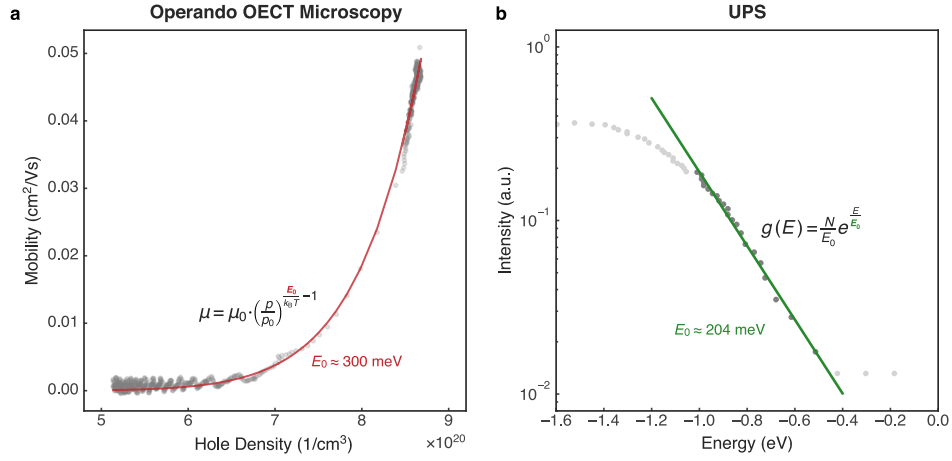 a
Operando OECT Microscopy
Mobility (cm²/Vs)
0.05
0.04
0.03
0.02
0.01
0.00
μ = μ₀ · (p/p₀)^(E₀/(k_BT) − 1)
E₀ ≈ 300 meV
5 6 7 8 9
×10²⁰
Hole Density (1/cm³)
b
UPS
Intensity (a.u.)
10⁰
10⁻¹
10⁻²
g(E) = N/E₀ e^(E/E₀)
E₀ ≈ 204 meV
−1.6 −1.4 −1.2 −1.0 −0.8 −0.6 −0.4 −0.2 0.0
Energy (eV)